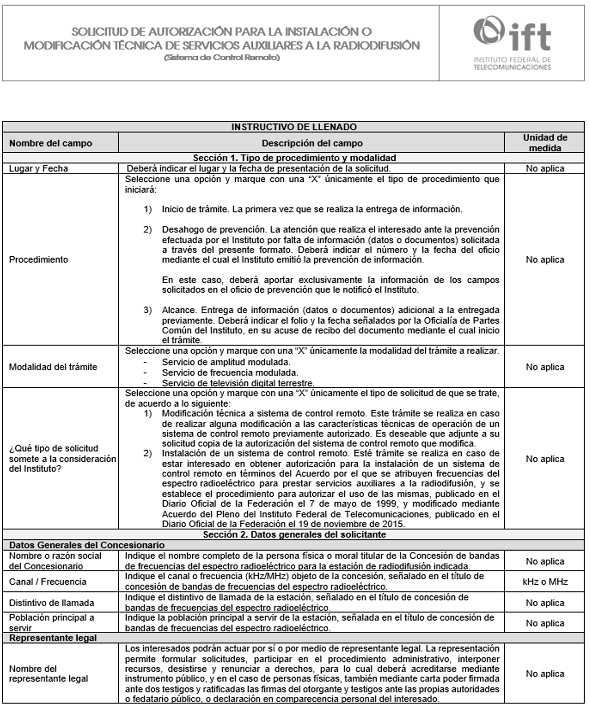 SOLICITUD DE AUTORIZACIÓN PARA LA INSTALACIÓN O
MODIFICACIÓN TÉCNICA DE SERVICIOS AUXILIARES A LA RADIODIFUSIÓN
(Sistema de Control Remoto)
ift
INSTITUTO FEDERAL DE
TELECOMUNICACIONES
INSTRUCTIVO DE LLENADO
Nombre del campo
Descripción del campo
Unidad de
medida
Sección 1. Tipo de procedimiento y modalidad
Lugar y Fecha
Deberá indicar el lugar y la fecha de presentación de la solicitud.
No aplica
Procedimiento
Seleccione una opción y marque con una "X" únicamente el tipo de procedimiento que
iniciará:
1) Inicio de trámite. La primera vez que se realiza la entrega de información.
2) Desahogo de prevención. La atención que realiza el interesado ante la prevención
efectuada por el Instituto por falta de información (datos o documentos) solicitada
a través del presente formato. Deberá indicar el número y la fecha del oficio
mediante el cual el Instituto emitió la prevención de información.
En este caso, deberá aportar exclusivamente la información de los campos
solicitados en el oficio de prevención que le notificó el Instituto.
3) Alcance. Entrega de información (datos o documentos) adicional a la entregada
previamente. Deberá indicar el folio y la fecha señalados por la Oficialía de Partes
Común del Instituto, en su acuse de recibo del documento mediante el cual inicio
el trámite.
No aplica
Modalidad del trámite
Seleccione una opción y marque con una "X" únicamente la modalidad del trámite a realizar.
- Servicio de amplitud modulada.
- Servicio de frecuencia modulada.
- Servicio de televisión digital terrestre.
No aplica
¿Qué tipo de solicitud
somete a la consideración
del Instituto?
Seleccione una opción y marque con una "X" únicamente el tipo de solicitud de que se trate,
de acuerdo a lo siguiente:
1) Modificación técnica a sistema de control remoto. Este trámite se realiza en caso
de realizar alguna modificación a las características técnicas de operación de un
sistema de control remoto previamente autorizado. Es deseable que adjunte a su
solicitud copia de la autorización del sistema de control remoto que modifica.
2) Instalación de un sistema de control remoto. Esté trámite se realiza en caso de
estar interesado en obtener autorización para la instalación de un sistema de
control remoto en términos del Acuerdo por el que se atribuyen frecuencias del
espectro radioeléctrico para prestar servicios auxiliares a la radiodifusión, y
se establece el procedimiento para autorizar el uso de las mismas, publicado en el
Diario Oficial de la Federación el 7 de mayo de 1999, y modificado mediante
Acuerdo del Pleno del Instituto Federal de Telecomunicaciones, publicado en el
Diario Oficial de la Federación el 19 de noviembre de 2015.
No aplica
Sección 2. Datos generales del solicitante
Datos Generales del Concesionario
Nombre o razón social
del Concesionario
Indique el nombre completo de la persona física o moral titular de la Concesión de bandas
de frecuencias del espectro radioeléctrico para la estación de radiodifusión indicada.
No aplica
Canal / Frecuencia
Indique el canal o frecuencia (kHz/MHz) objeto de la concesión, señalado en el título de
concesión de bandas de frecuencias del espectro radioeléctrico.
kHz o MHz
Distintivo de llamada
Indique el distintivo de llamada de la estación, señalado en el título de concesión de
bandas de frecuencias del espectro radioeléctrico.
No aplica
Población principal a
servir
Indique la población principal a servir de la estación, señalada en el título de concesión de
bandas de frecuencias del espectro radioeléctrico.
No aplica
Representante legal
Nombre del
representante legal
Los interesados podrán actuar por sí o por medio de representante legal. La representación
permite formular solicitudes, participar en el procedimiento administrativo, interponer
recursos, desistirse y renunciar a derechos, para lo cual deberá acreditarse mediante
instrumento público, y en el caso de personas físicas, también mediante carta poder firmada
ante dos testigos y ratificadas las firmas del otorgante y testigos ante las propias autoridades
o fedatario público, o declaración en comparecencia personal del interesado.
No aplica